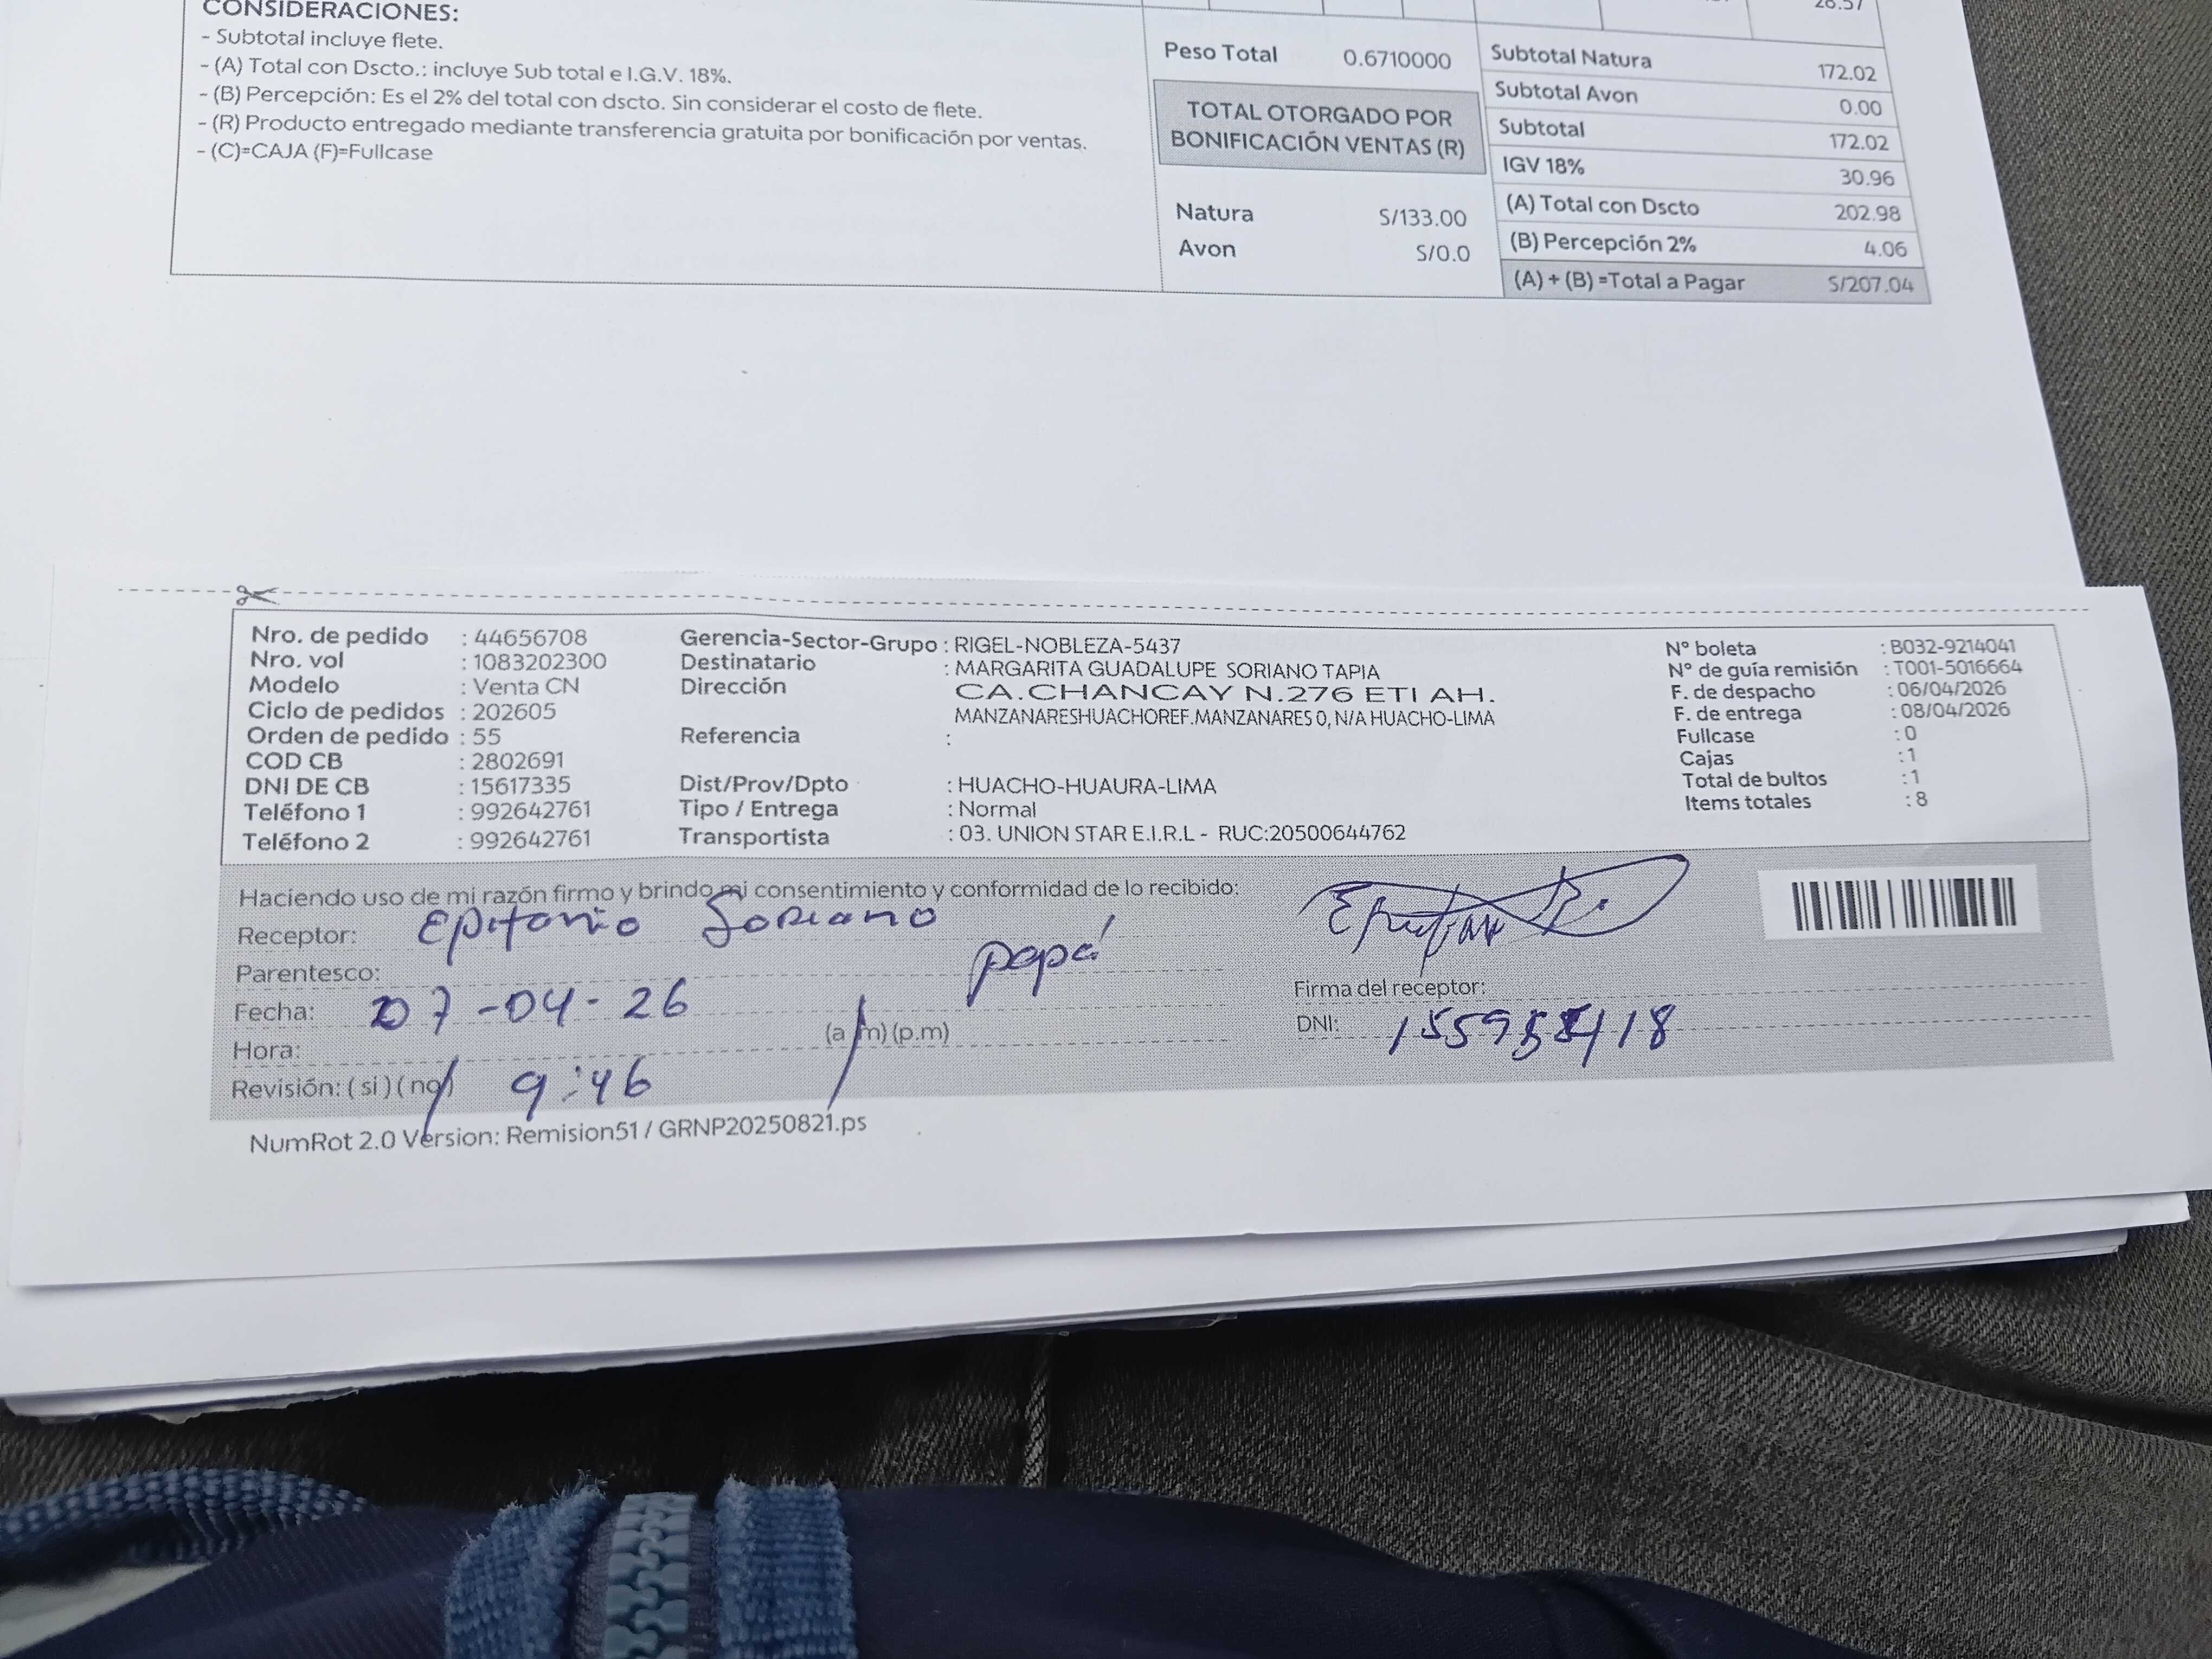 CONSIDERACIONES:
- Subtotal incluye flete.
- (A) Total con Dscto.: incluye Sub total e I.G.V. 18%.
- (B) Percepción: Es el 2% del total con dscto. Sin considerar el costo de flete.
- (R) Producto entregado mediante transferencia gratuita por bonificación por ventas.
- (C)=CAJA (F)=Fullcase
Peso Total 0.6710000
TOTAL OTORGADO POR
BONIFICACIÓN VENTAS (R)
Natura S/133.00
Avon S/0.0
28.57
Subtotal Natura 172.02
Subtotal Avon 0.00
Subtotal 172.02
IGV 18% 30.96
(A) Total con Dscto 202.98
(B) Percepción 2% 4.06
(A) + (B) =Total a Pagar S/207.04
Nro. de pedido : 44656708
Nro. vol : 1083202300
Modelo : Venta CN
Ciclo de pedidos : 202605
Orden de pedido : 55
COD CB : 2802691
DNI DE CB : 15617335
Teléfono 1 : 992642761
Teléfono 2 : 992642761
Gerencia-Sector-Grupo : RIGEL-NOBLEZA-5437
Destinatario : MARGARITA GUADALUPE SORIANO TAPIA
Dirección : CA.CHANCAY N.276 ETI AH.
MANZANARESHUACHOREF.MANZANARES 0, N/A HUACHO-LIMA
Referencia :
Dist/Prov/Dpto : HUACHO-HUAURA-LIMA
Tipo / Entrega : Normal
Transportista : 03. UNION STAR E.I.R.L - RUC:20500644762
N° boleta : B032-9214041
N° de guía remisión : T001-5016664
F. de despacho : 06/04/2026
F. de entrega : 08/04/2026
Fullcase : 0
Cajas : 1
Total de bultos : 1
Items totales : 8
Haciendo uso de mi razón firmo y brindo mi consentimiento y conformidad de lo recibido:
Receptor: Epifanio Soriano
Parentesco: papá
Fecha: 07-04-26
Hora: (a.m) (p.m)
Revisión: ( si ) ( no ) 9:46
Firma del receptor:
DNI:
NumRot 2.0 Version: Remision51 / GRNP20250821.ps